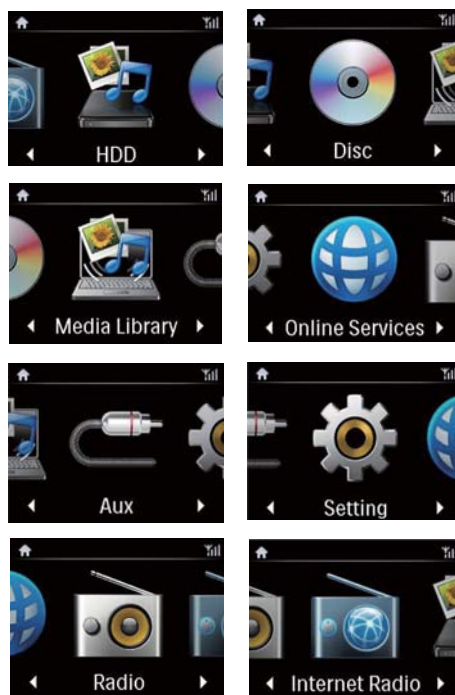 HDD
Disc
Media Library
Online Services
Aux
Setting
Radio
Internet Radio